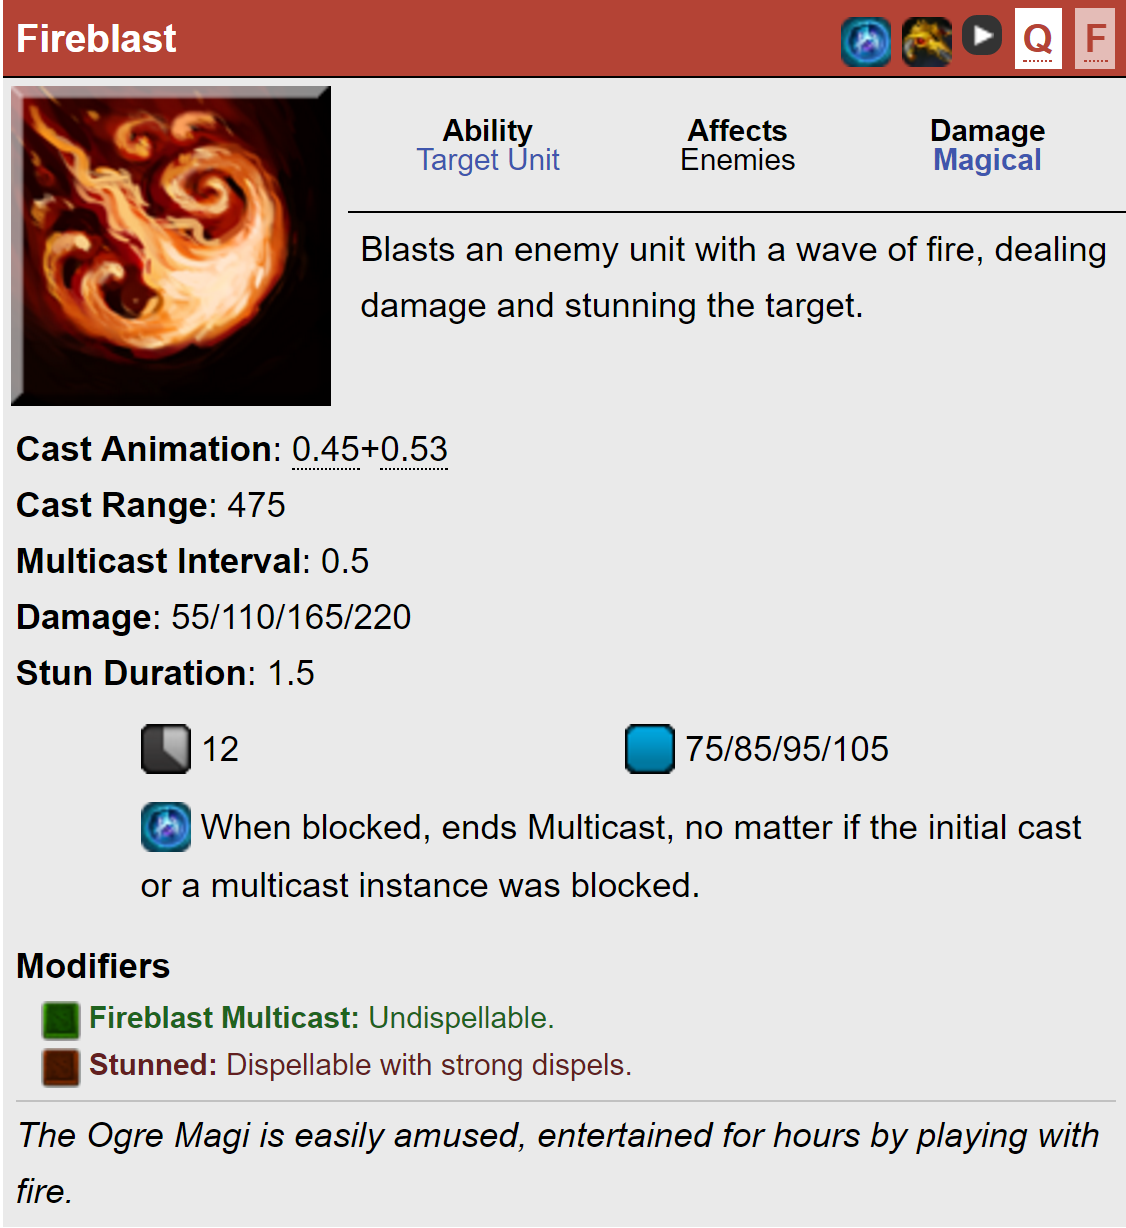 Fireblast
Q F
Ability Affects Damage
Target Unit Enemies Magical
Blasts an enemy unit with a wave of fire, dealing
damage and stunning the target.
Cast Animation: 0.45+0.53
Cast Range: 475
Multicast Interval: 0.5
Damage: 55/110/165/220
Stun Duration: 1.5
12 75/85/95/105
When blocked, ends Multicast, no matter if the initial cast
or a multicast instance was blocked.
Modifiers
Fireblast Multicast: Undispellable.
Stunned: Dispellable with strong dispels.
The Ogre Magi is easily amused, entertained for hours by playing with
fire.